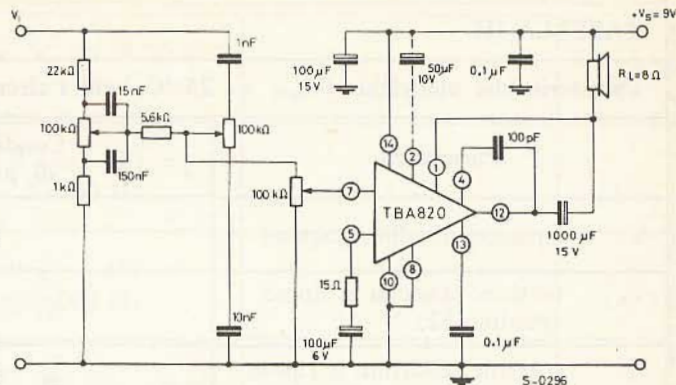 Vi
+VS=9V
1nF
22kΩ
15nF
100kΩ
5,6kΩ
100kΩ
150nF
1kΩ
10nF
100kΩ
100µF
15V
50µF
10V
0,1µF
RL=8Ω
14
2
1
4
100pF
7
TBA820
12
5
13
10
8
1000µF
15V
15Ω
100µF
6V
0,1µF
S-0296